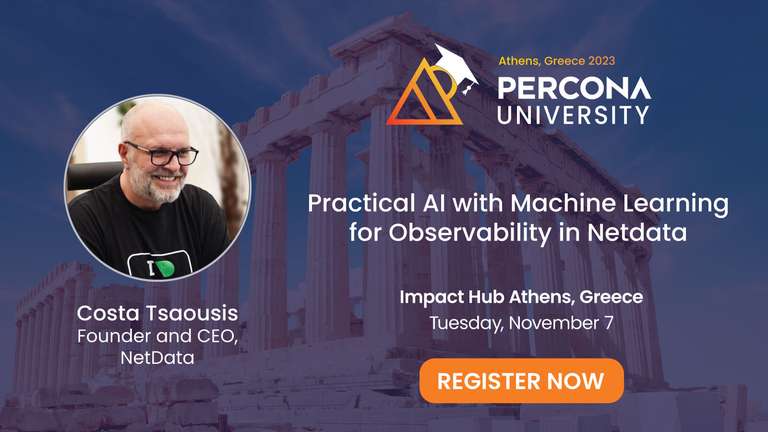 Athens, Greece 2023
PERCONA
UNIVERSITY
Practical AI with Machine Learning
for Observability in Netdata
Impact Hub Athens, Greece
Tuesday, November 7
REGISTER NOW
Costa Tsaousis
Founder and CEO,
NetData
I